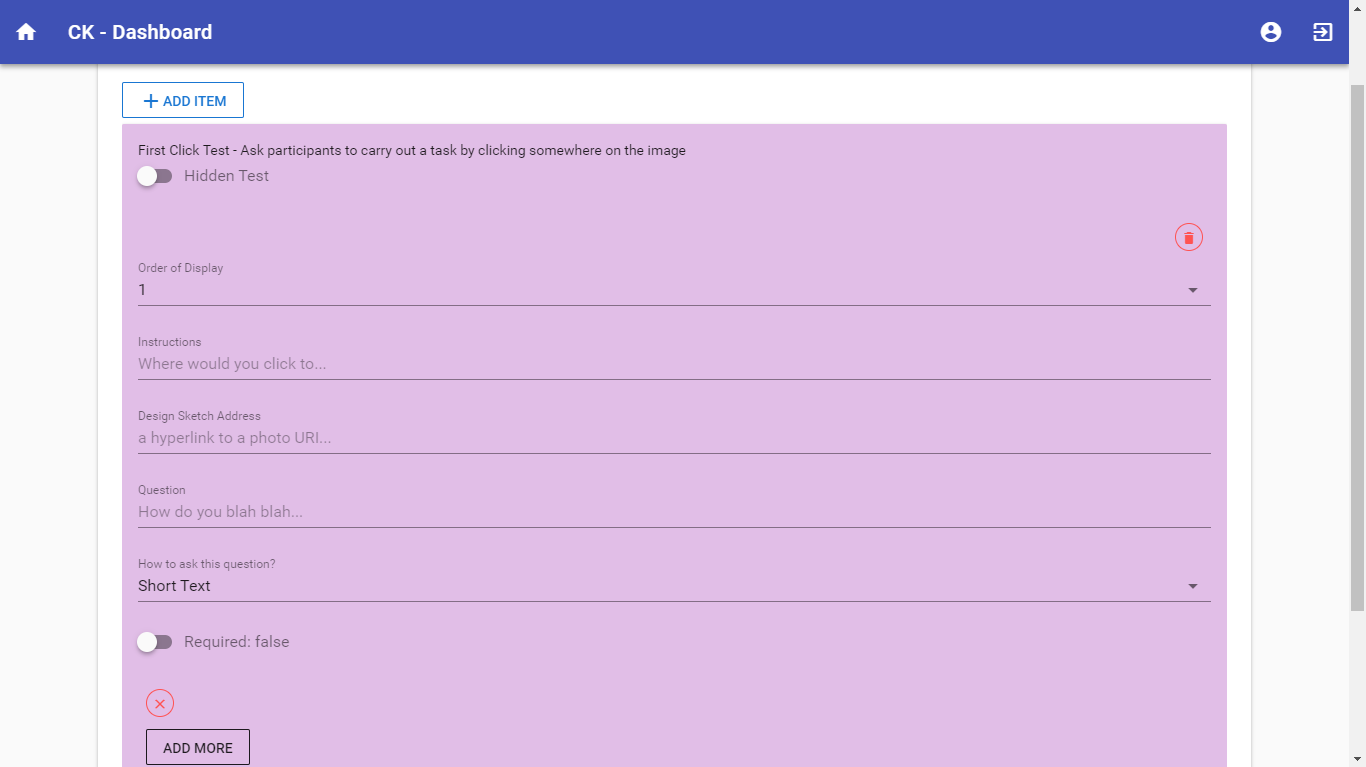 CK - Dashboard
ADD ITEM
First Click Test - Ask participants to carry out a task by clicking somewhere on the image
Hidden Test
Order of Display
1
Instructions
Where would you click to...
Design Sketch Address
a hyperlink to a photo URI...
Question
How do you blah blah...
How to ask this question?
Short Text
Required: false
ADD MORE